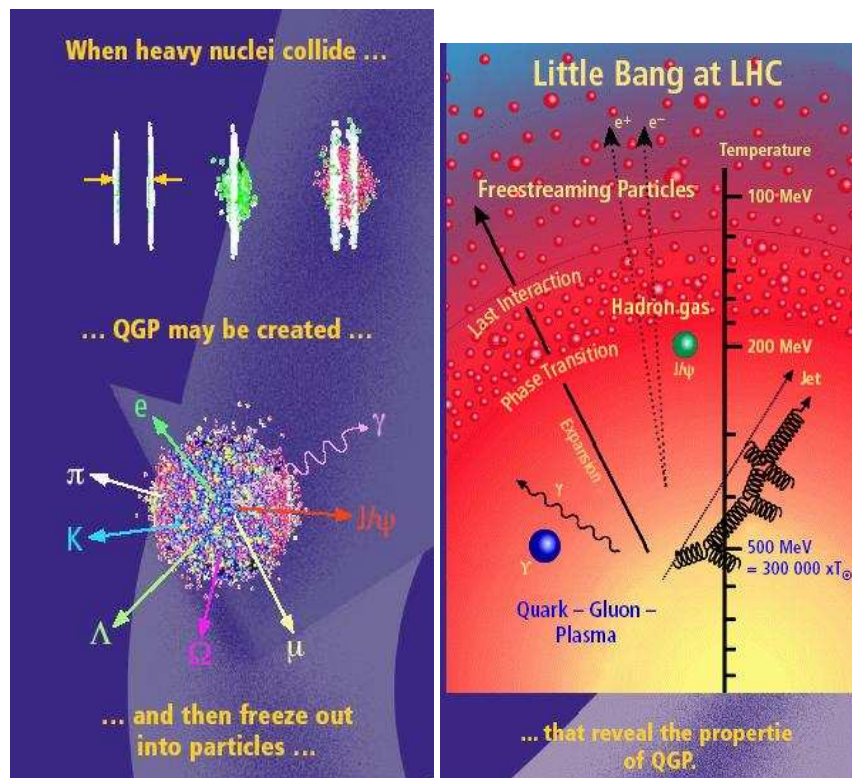 When heavy nuclei collide ...
... QGP may be created ...
e
γ
π
J/ψ
K
Λ
Ω
μ
... and then freeze out
into particles ...
Little Bang at LHC
e⁺ e⁻
Temperature
Freestreaming Particles
100 MeV
Last Interaction
Hadroh gas
200 MeV
Phase Transition
J/ψ
Jet
Expansion
γ
500 MeV
= 300 000 xT☉
ϒ
Quark – Gluon –
Plasma
... that reveal the propertie
of QGP.